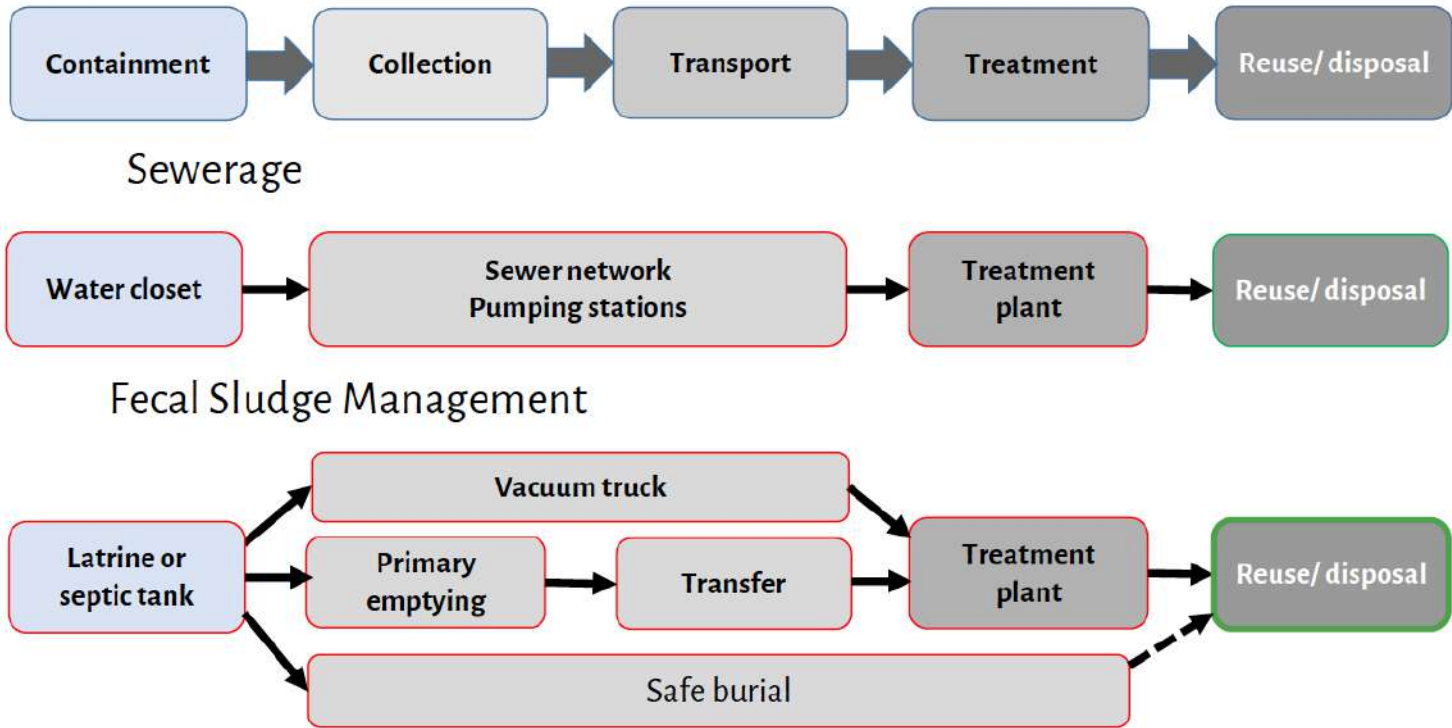 Containment
Collection
Transport
Treatment
Reuse/ disposal
Sewerage
Water closet
Sewer network
Pumping stations
Treatment
plant
Reuse/ disposal
Fecal Sludge Management
Vacuum truck
Latrine or
septic tank
Primary
emptying
Transfer
Treatment
plant
Reuse/ disposal
Safe burial